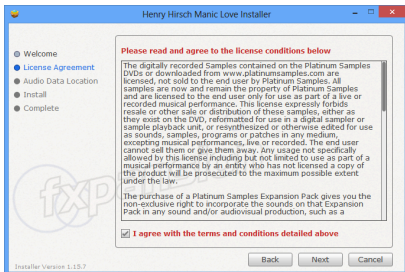 Henry Hirsch Manic Love Installer
Welcome
License Agreement
Audio Data Location
Install
Complete
Please read and agree to the license conditions below
The digitally recorded Samples contained on the Platinum Samples
DVDs or downloaded from www.platinumsamples.com are
licensed, not sold to the end user by Platinum Samples. All
samples are now and remain the property of Platinum Samples
and are licensed to the end user only for use as part of a live or
recorded musical performance. This license expressly forbids
resale or other sale or distribution of these samples, either as
they exist on the DVD, reformatted for use in a digital sampler or
sample playback unit, or resynthesized or otherwise edited for use
as sounds, samples, programs or patches in any medium,
excepting musical performances, live or recorded. The end user
cannot sell them or give them away. Any usage not specifically
allowed by this license including but not limited to use as part of a
musical performance by an entity who has not licensed a copy of
the product will be prosecuted to the maximum possible extent
under the law.
The purchase of a Platinum Samples Expansion Pack gives you the
non-exclusive right to incorporate the sounds on that Expansion
Pack in any sound and/or audiovisual production, such as a
I agree with the terms and conditions detailed above
Installer Version 1.15.7
Back
Next
Cancel